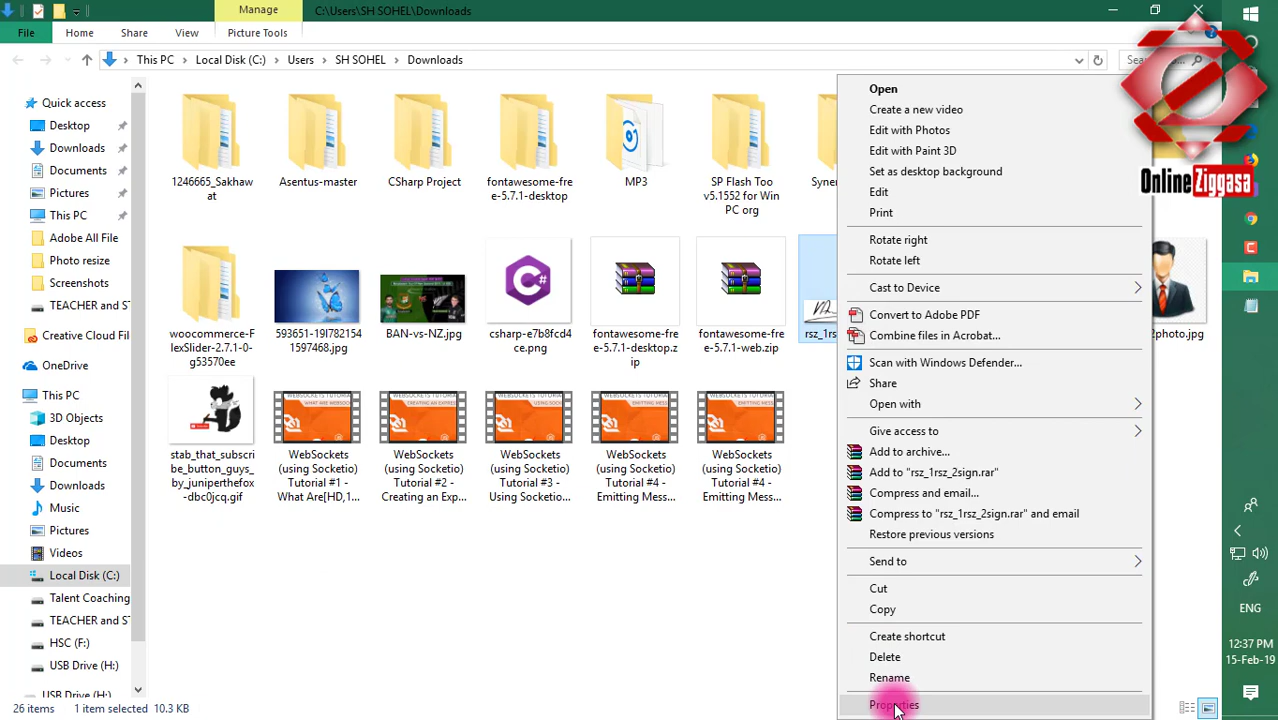 Manage
C:\Users\SH SOHEL\Downloads
File
Home
Share
View
Picture Tools
This PC
Local Disk (C:)
Users
SH SOHEL
Downloads
Quick access
Desktop
Downloads
Documents
Pictures
This PC
Adobe All File
Photo resize
Screenshots
TEACHER and ST
Creative Cloud Fil
OneDrive
This PC
3D Objects
Desktop
Documents
Downloads
Music
Pictures
Videos
Local Disk (C:)
Talent Coaching
TEACHER and ST
HSC (F:)
USB Drive (H:)
USB Drive (H:)
26 items
1 item selected 10.3 KB
1246665_Sakhaw
at
Asentus-master
CSharp Project
fontawesome-fre
e-5.7.1-desktop
MP3
SP Flash Too
v5.1552 for Win
PC org
woocommerce-F
lexSlider-2.7.1-0-
g53570ee
593651-19I782154
1597468.jpg
BAN-vs-NZ.jpg
csharp-e7b8fcd4
ce.png
fontawesome-fre
e-5.7.1-desktop.z
ip
fontawesome-fre
e-5.7.1-web.zip
stab_that_subscri
be_button_guys_
by_juniperthefox
-dbc0jcq.gif
WebSockets
(using Socketio)
Tutorial #1 -
What Are[HD,1...
WebSockets
(using Socketio)
Tutorial #2 -
Creating an Exp...
WebSockets
(using Socketio)
Tutorial #3 -
Using Socketio...
WebSockets
(using Socketio)
Tutorial #4 -
Emitting Mess...
WebSockets
(using Socketio)
Tutorial #4 -
Emitting Mess...
Open
Create a new video
Edit with Photos
Edit with Paint 3D
Set as desktop background
Edit
Print
Rotate right
Rotate left
Cast to Device
Convert to Adobe PDF
Combine files in Acrobat...
Scan with Windows Defender...
Share
Open with
Give access to
Add to archive...
Add to "rsz_1rsz_2sign.rar"
Compress and email...
Compress to "rsz_1rsz_2sign.rar" and email
Restore previous versions
Send to
Cut
Copy
Create shortcut
Delete
Rename
Properties
OnlineZiggasa
ENG
12:37 PM
15-Feb-19